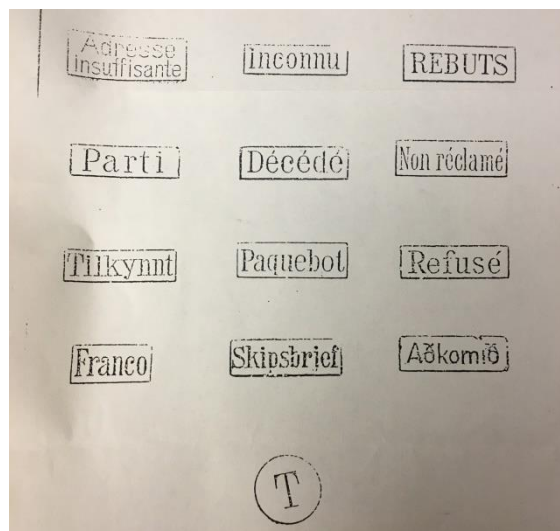 Adresse
insuffisante
Inconnu
REBUTS
Parti
Décédé
Non réclamé
Tilkynnt
Paquebot
Refusé
Franco
Skipsbrief
Aðkomið
T